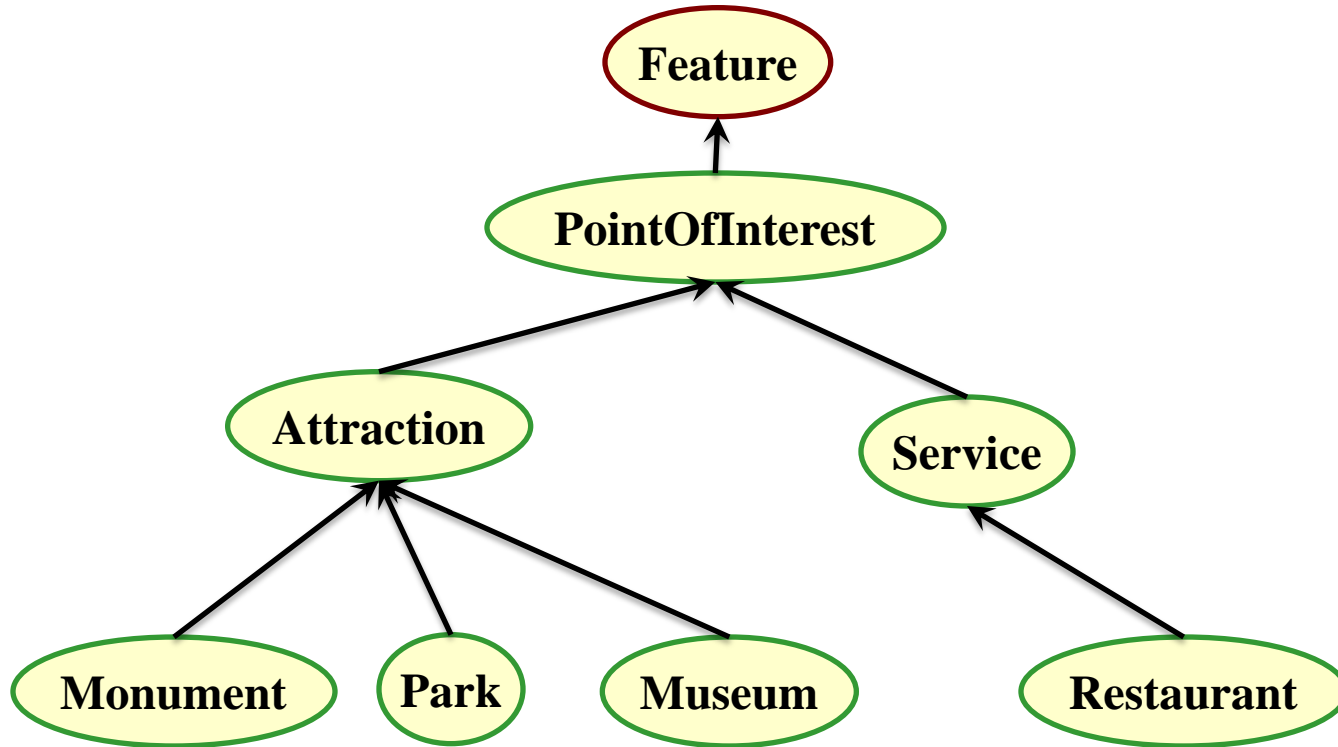 Feature
PointOfInterest
Attraction
Service
Monument
Park
Museum
Restaurant